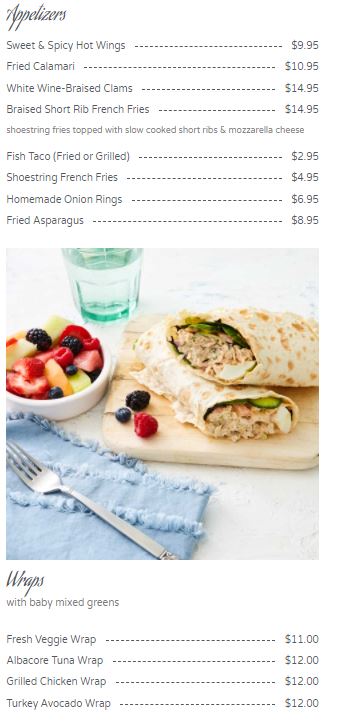 Appetizers
Sweet & Spicy Hot Wings $9.95
Fried Calamari $10.95
White Wine-Braised Clams $14.95
Braised Short Rib French Fries $14.95
shoestring fries topped with slow cooked short ribs & mozzarella cheese
Fish Taco (Fried or Grilled) $2.95
Shoestring French Fries $4.95
Homemade Onion Rings $6.95
Fried Asparagus $8.95
Wraps
with baby mixed greens
Fresh Veggie Wrap $11.00
Albacore Tuna Wrap $12.00
Grilled Chicken Wrap $12.00
Turkey Avocado Wrap $12.00